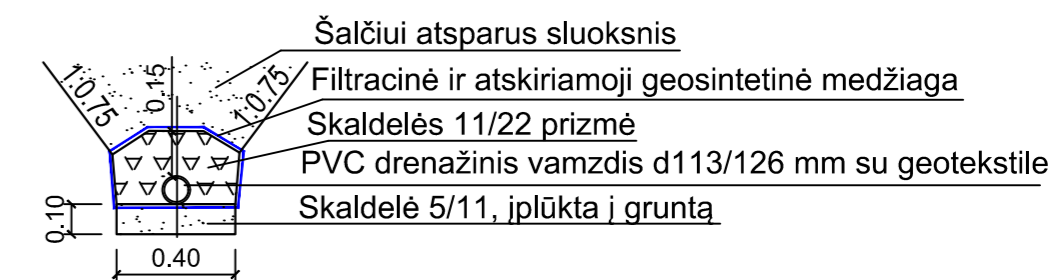 Šalčiui atsparus sluoksnis
Filtracinė ir atskiriamoji geosintetinė medžiaga
Skaldelės 11/22 prizmė
PVC drenažinis vamzdis d113/126 mm su geotekstile
Skaldelė 5/11, įplūkta į gruntą
1:0.75
0.15
1:0.75
0.10
0.40